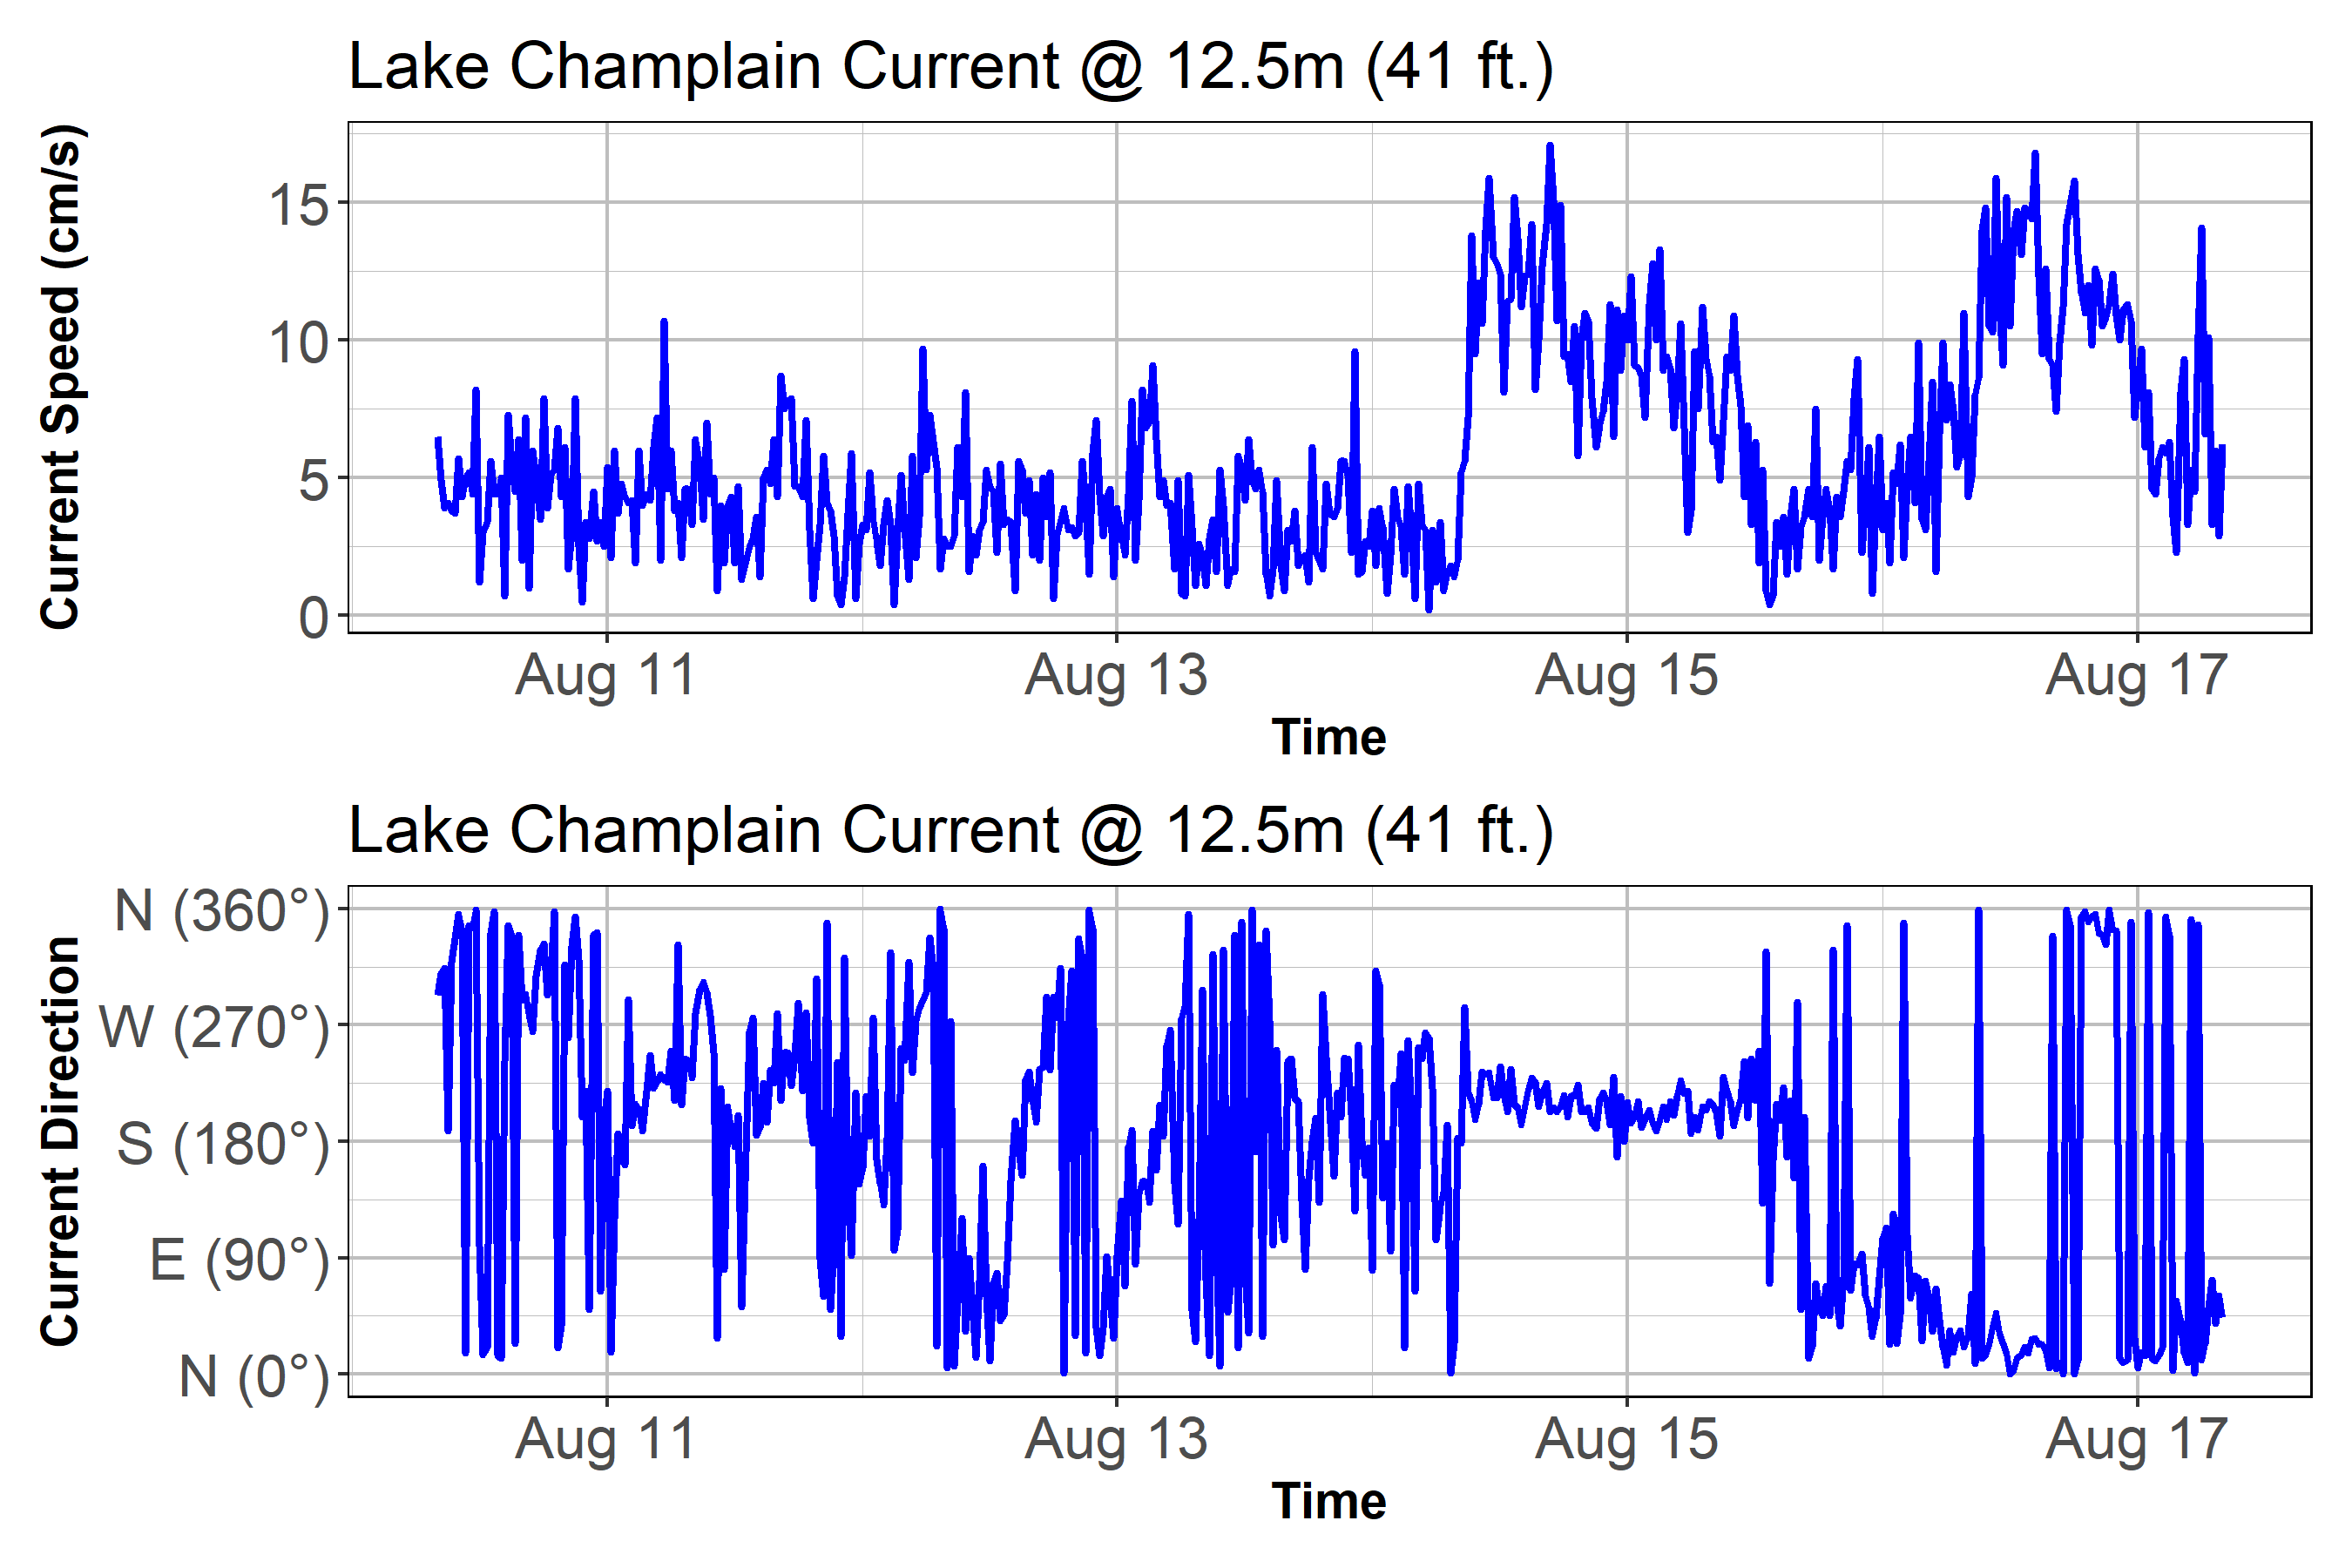 Lake Champlain Current @ 12.5m (41 ft.)
Current Speed (cm/s)
15
10
5
0
Aug 11 Aug 13 Aug 15 Aug 17
Time
Lake Champlain Current @ 12.5m (41 ft.)
Current Direction
N (360°)
W (270°)
S (180°)
E (90°)
N (0°)
Aug 11 Aug 13 Aug 15 Aug 17
Time